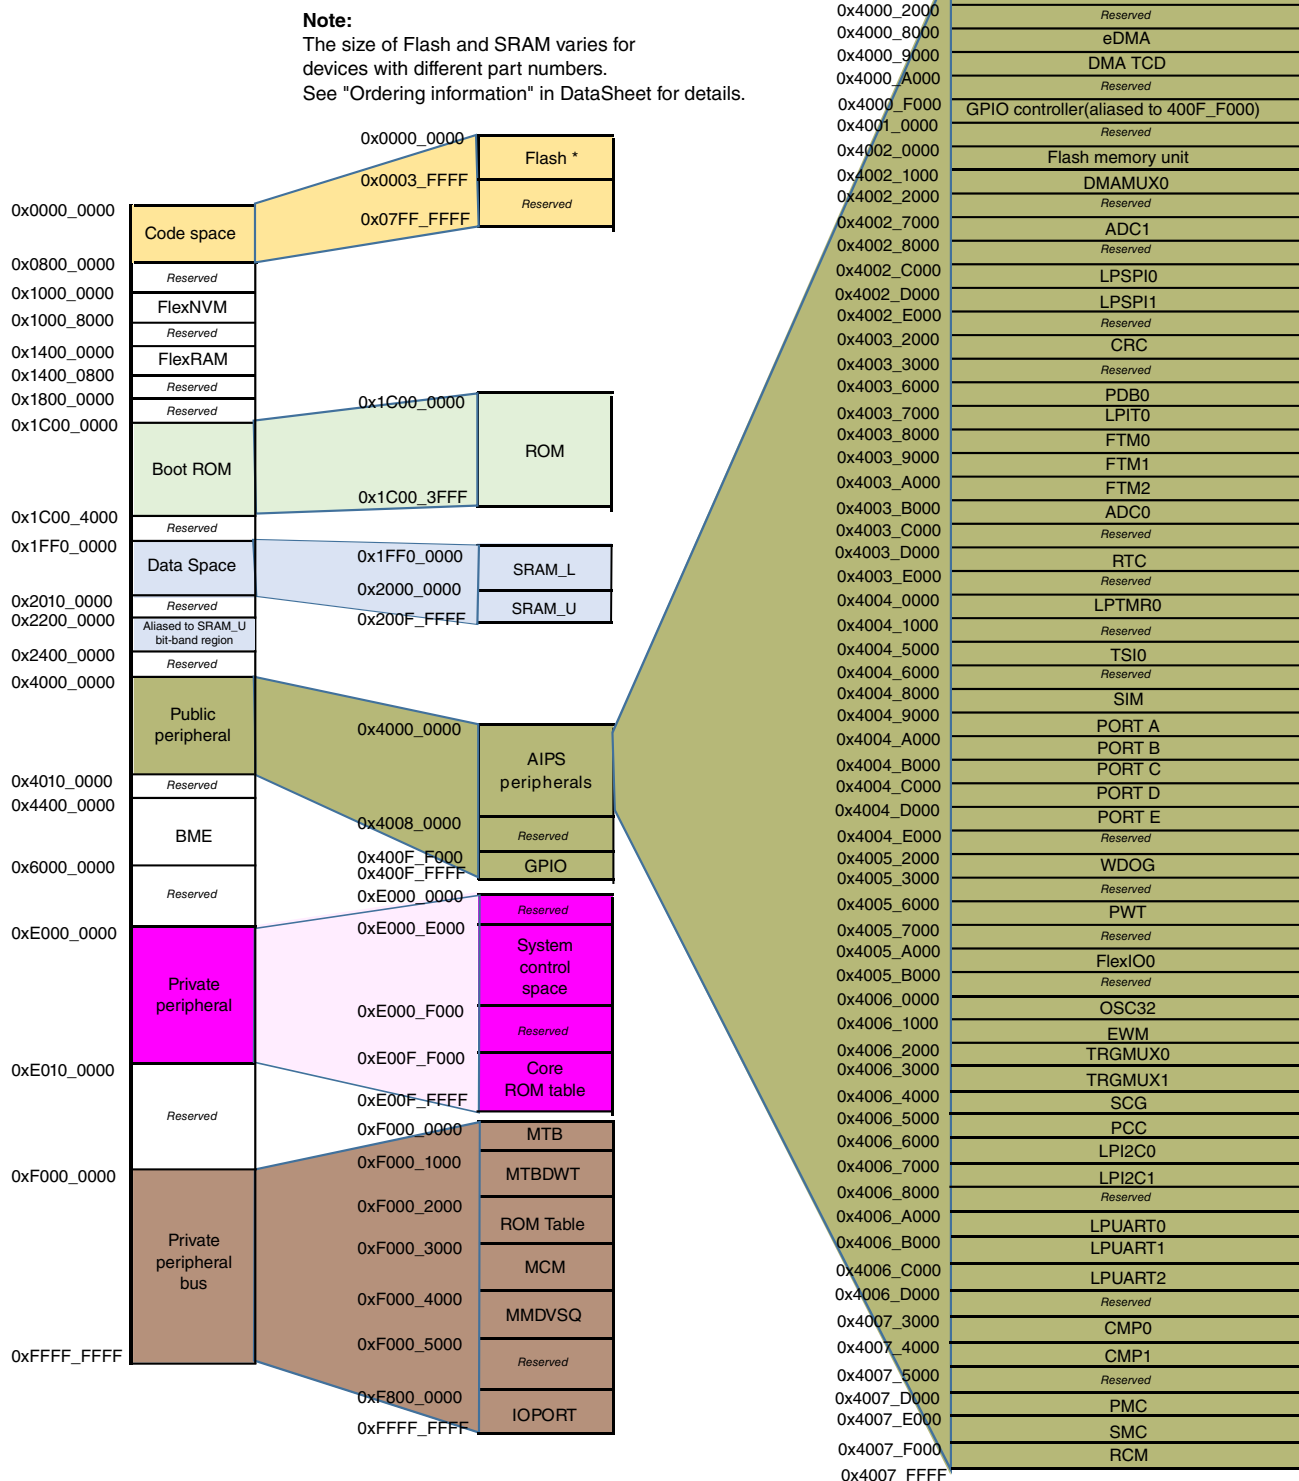 Note:
The size of Flash and SRAM varies for
devices with different part numbers.
See "Ordering information" in DataSheet for details.
0x0000_0000
Code space
0x0800_0000
Reserved
0x1000_0000
FlexNVM
0x1000_8000
Reserved
0x1400_0000
FlexRAM
0x1400_0800
Reserved
0x1800_0000
Reserved
0x1C00_0000
Boot ROM
0x1C00_4000
Reserved
0x1FF0_0000
Data Space
0x2010_0000
Reserved
0x2200_0000
Aliased to SRAM_U
bit-band region
0x2400_0000
Reserved
0x4000_0000
Public
peripheral
0x4010_0000
Reserved
0x4400_0000
BME
0x6000_0000
Reserved
0xE000_0000
Private
peripheral
0xE010_0000
Reserved
0xF000_0000
Private
peripheral
bus
0xFFFF_FFFF
0x0000_0000
Flash *
0x0003_FFFF
Reserved
0x07FF_FFFF
0x1C00_0000
ROM
0x1C00_3FFF
0x1FF0_0000
SRAM_L
0x2000_0000
SRAM_U
0x200F_FFFF
0x4000_0000
AIPS
peripherals
0x4008_0000
Reserved
0x400F_F000
GPIO
0x400F_FFFF
0xE000_0000
Reserved
0xE000_E000
System
control
space
0xE000_F000
Reserved
0xE00F_F000
Core
ROM table
0xE00F_FFFF
0xF000_0000
MTB
0xF000_1000
MTBDWT
0xF000_2000
ROM Table
0xF000_3000
MCM
0xF000_4000
MMDVSQ
0xF000_5000
Reserved
0xF800_0000
IOPORT
0xFFFF_FFFF
0x4000_2000
Reserved
0x4000_8000
eDMA
0x4000_9000
DMA TCD
0x4000_A000
Reserved
0x4000_F000
GPIO controller(aliased to 400F_F000)
0x4001_0000
Reserved
0x4002_0000
Flash memory unit
0x4002_1000
DMAMUX0
0x4002_2000
Reserved
0x4002_7000
ADC1
0x4002_8000
Reserved
0x4002_C000
LPSPI0
0x4002_D000
LPSPI1
0x4002_E000
Reserved
0x4003_2000
CRC
0x4003_3000
Reserved
0x4003_6000
PDB0
0x4003_7000
LPIT0
0x4003_8000
FTM0
0x4003_9000
FTM1
0x4003_A000
FTM2
0x4003_B000
ADC0
0x4003_C000
Reserved
0x4003_D000
RTC
0x4003_E000
Reserved
0x4004_0000
LPTMR0
0x4004_1000
Reserved
0x4004_5000
TSI0
0x4004_6000
Reserved
0x4004_8000
SIM
0x4004_9000
PORT A
0x4004_A000
PORT B
0x4004_B000
PORT C
0x4004_C000
PORT D
0x4004_D000
PORT E
0x4004_E000
Reserved
0x4005_2000
WDOG
0x4005_3000
Reserved
0x4005_6000
PWT
0x4005_7000
Reserved
0x4005_A000
FlexIO0
0x4005_B000
Reserved
0x4006_0000
OSC32
0x4006_1000
EWM
0x4006_2000
TRGMUX0
0x4006_3000
TRGMUX1
0x4006_4000
SCG
0x4006_5000
PCC
0x4006_6000
LPI2C0
0x4006_7000
LPI2C1
0x4006_8000
Reserved
0x4006_A000
LPUART0
0x4006_B000
LPUART1
0x4006_C000
LPUART2
0x4006_D000
Reserved
0x4007_3000
CMP0
0x4007_4000
CMP1
0x4007_5000
Reserved
0x4007_D000
PMC
0x4007_E000
SMC
0x4007_F000
RCM
0x4007_FFFF